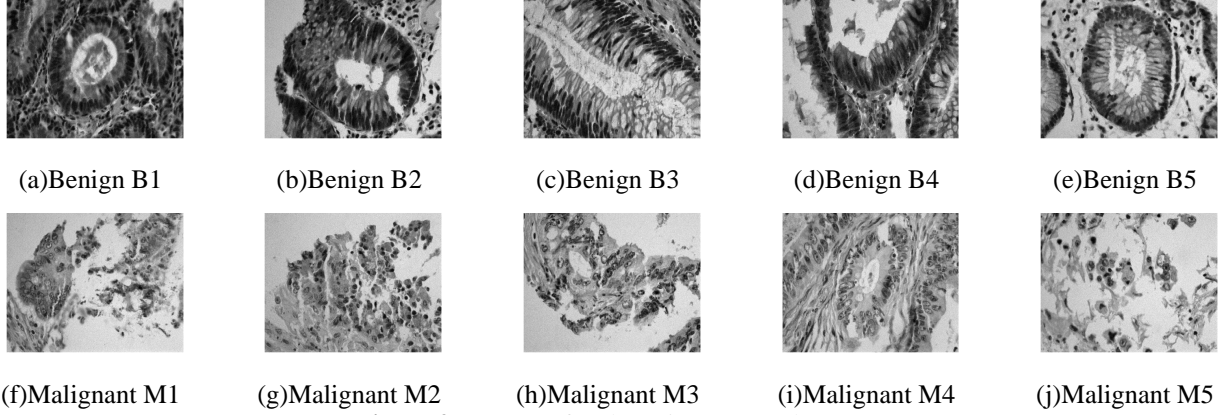 (a)Benign B1 (b)Benign B2 (c)Benign B3 (d)Benign B4 (e)Benign B5
(f)Malignant M1 (g)Malignant M2 (h)Malignant M3 (i)Malignant M4 (j)Malignant M5